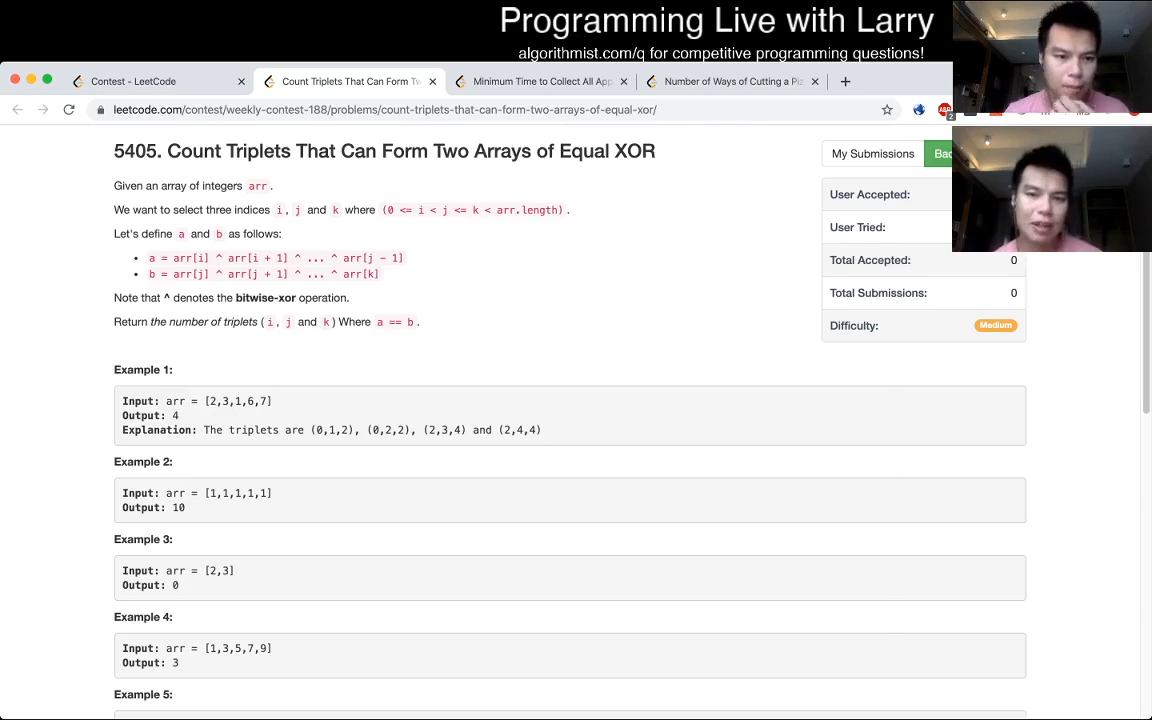 Programming Live with Larry
algorithmist.com/q for competitive programming questions!
Contest - LeetCode
Count Triplets That Can Form Tw
Minimum Time to Collect All App
Number of Ways of Cutting a Piz
leetcode.com/contest/weekly-contest-188/problems/count-triplets-that-can-form-two-arrays-of-equal-xor/
5405. Count Triplets That Can Form Two Arrays of Equal XOR
My Submissions
Bac
Given an array of integers arr.
We want to select three indices i, j and k where (0 <= i < j <= k < arr.length).
Let's define a and b as follows:
• a = arr[i] ^ arr[i + 1] ^ ... ^ arr[j - 1]
• b = arr[j] ^ arr[j + 1] ^ ... ^ arr[k]
Note that ^ denotes the bitwise-xor operation.
Return the number of triplets (i, j and k) Where a == b.
User Accepted:
User Tried:
Total Accepted: 0
Total Submissions: 0
Difficulty: Medium
Example 1:
Input: arr = [2,3,1,6,7]
Output: 4
Explanation: The triplets are (0,1,2), (0,2,2), (2,3,4) and (2,4,4)
Example 2:
Input: arr = [1,1,1,1,1]
Output: 10
Example 3:
Input: arr = [2,3]
Output: 0
Example 4:
Input: arr = [1,3,5,7,9]
Output: 3
Example 5: